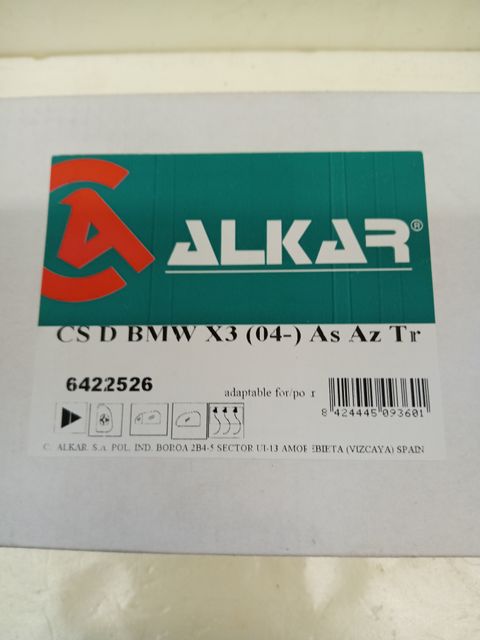 ALKAR®
CS D BMW X3 (04-) As Az Tr
6422526
adaptable for/po r
8 424445 093601
C. ALKAR. S.A. POL. IND. BOROA 2B4-5 SECTOR UI-13 AMOREBIETA (VIZCAYA) SPAIN